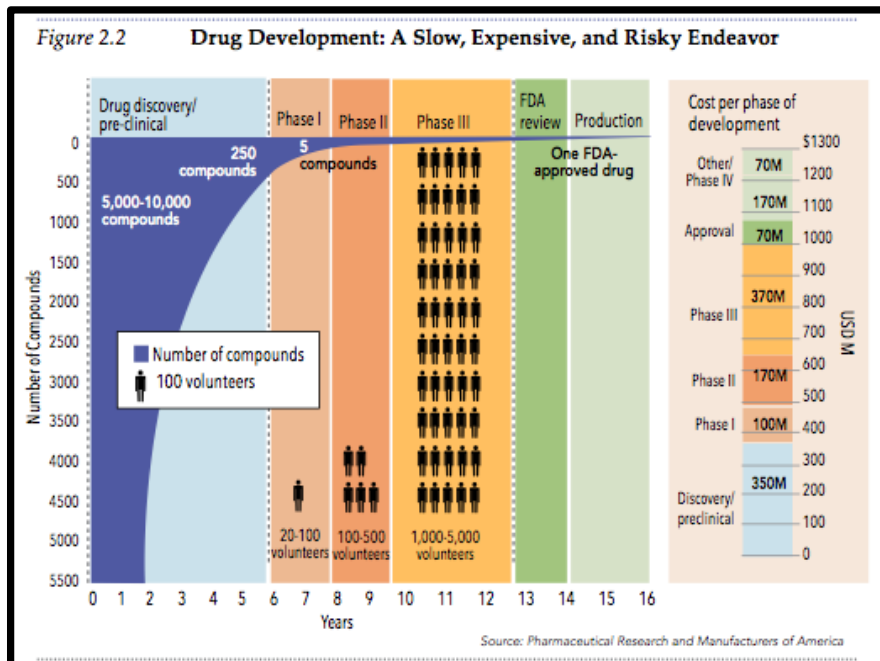 Figure 2.2 Drug Development: A Slow, Expensive, and Risky Endeavor
Drug discovery/
pre-clinical
Phase I
Phase II
Phase III
FDA
review
Production
250
compounds
5
compounds
5,000-10,000
compounds
One FDA-
approved drug
Number of Compounds
0
500
1000
1500
2000
2500
3000
3500
4000
4500
5000
5500
Number of compounds
100 volunteers
20-100
volunteers
100-500
volunteers
1,000-5,000
volunteers
0 1 2 3 4 5 6 7 8 9 10 11 12 13 14 15 16
Years
Cost per phase of
development
Other/
Phase IV
Approval
Phase III
Phase II
Phase I
Discovery/
preclinical
70M
170M
70M
370M
170M
100M
350M
$1300
1200
1100
1000
900
800
700
600
500
400
300
200
100
0
USD M
Source: Pharmaceutical Research and Manufacturers of America